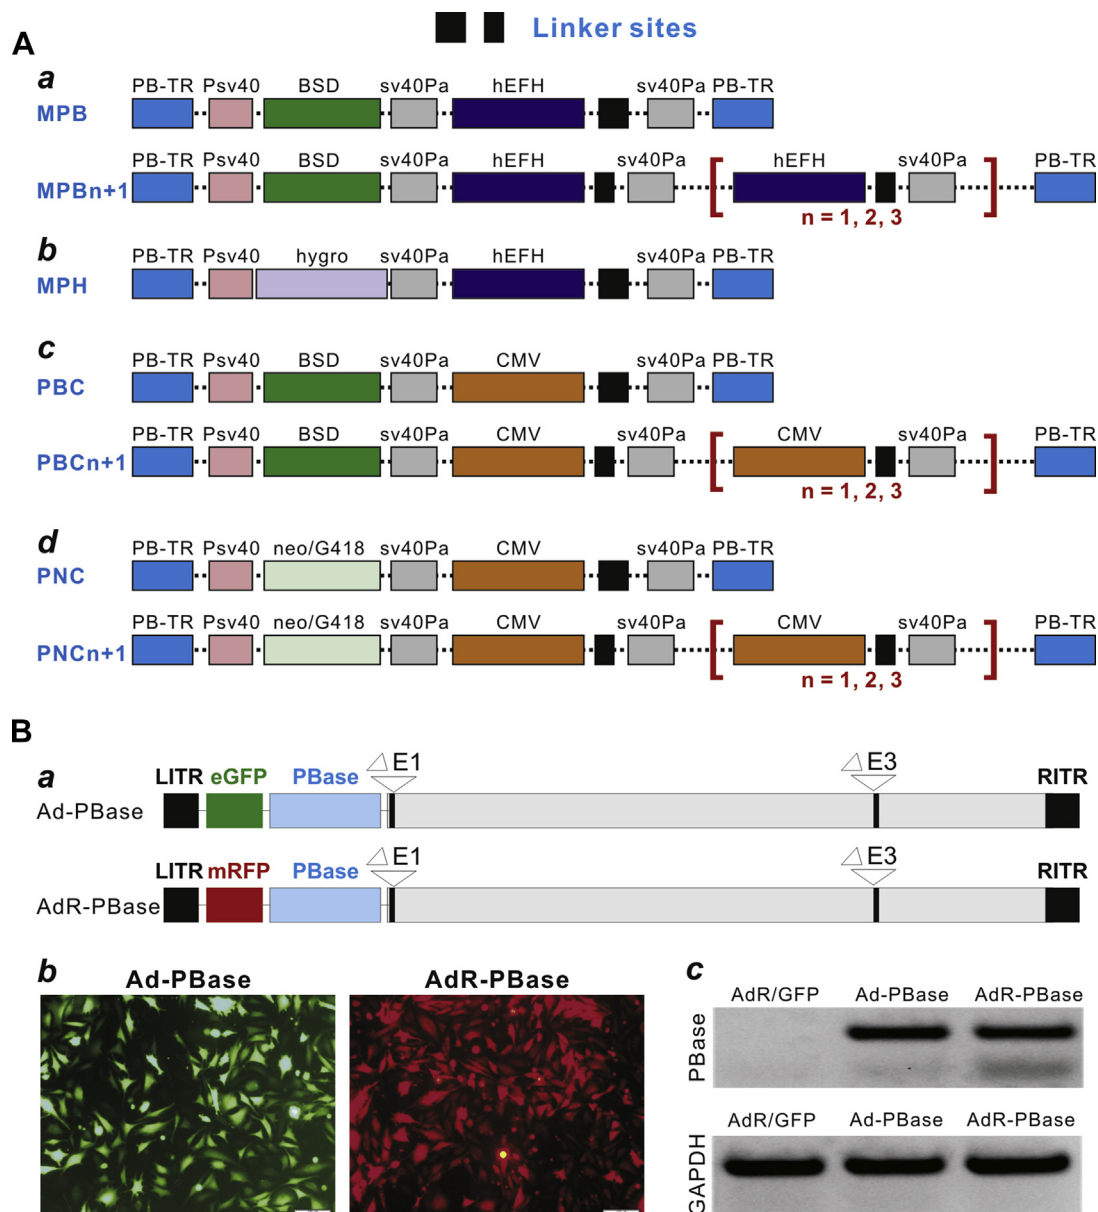 Linker sites
A
a
PB-TR Psv40 BSD sv40Pa hEFH sv40Pa PB-TR
MPB
PB-TR Psv40 BSD sv40Pa hEFH sv40Pa hEFH sv40Pa PB-TR
MPBn+1
n = 1, 2, 3
b
PB-TR Psv40 hygro sv40Pa hEFH sv40Pa PB-TR
MPH
c
PB-TR Psv40 BSD sv40Pa CMV sv40Pa PB-TR
PBC
PB-TR Psv40 BSD sv40Pa CMV sv40Pa CMV sv40Pa PB-TR
PBCn+1
n = 1, 2, 3
d
PB-TR Psv40 neo/G418 sv40Pa CMV sv40Pa PB-TR
PNC
PB-TR Psv40 neo/G418 sv40Pa CMV sv40Pa CMV sv40Pa PB-TR
PNCn+1
n = 1, 2, 3
B
a
LITR eGFP PBase △E1 △E3 RITR
Ad-PBase
LITR mRFP PBase △E1 △E3 RITR
AdR-PBase
b
Ad-PBase AdR-PBase
c
AdR/GFP Ad-PBase AdR-PBase
PBase
AdR/GFP Ad-PBase AdR-PBase
GAPDH